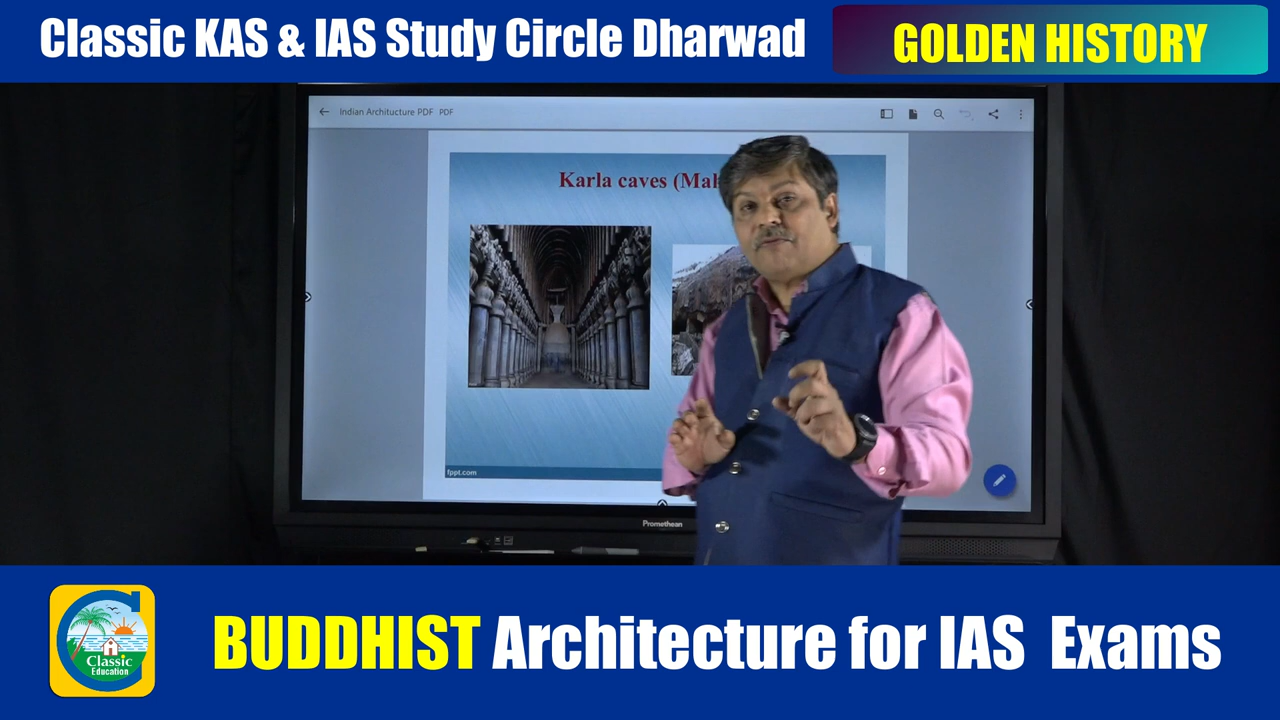 Classic KAS & IAS Study Circle Dharwad
GOLDEN HISTORY
Indian Architucture PDF PDF
Karla caves (Mah
fppt.com
Promethean
Classic
Education
BUDDHIST Architecture for IAS Exams